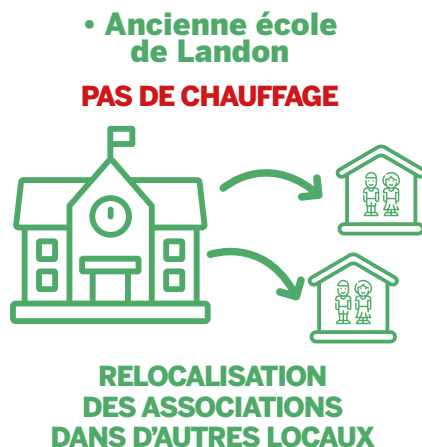 • Ancienne école
de Landon
PAS DE CHAUFFAGE
RELOCALISATION
DES ASSOCIATIONS
DANS D'AUTRES LOCAUX